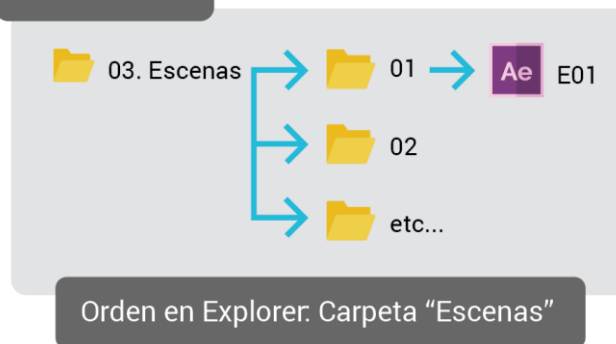 03. Escenas
01
Ae
E01
02
etc...
Orden en Explorer: Carpeta “Escenas”